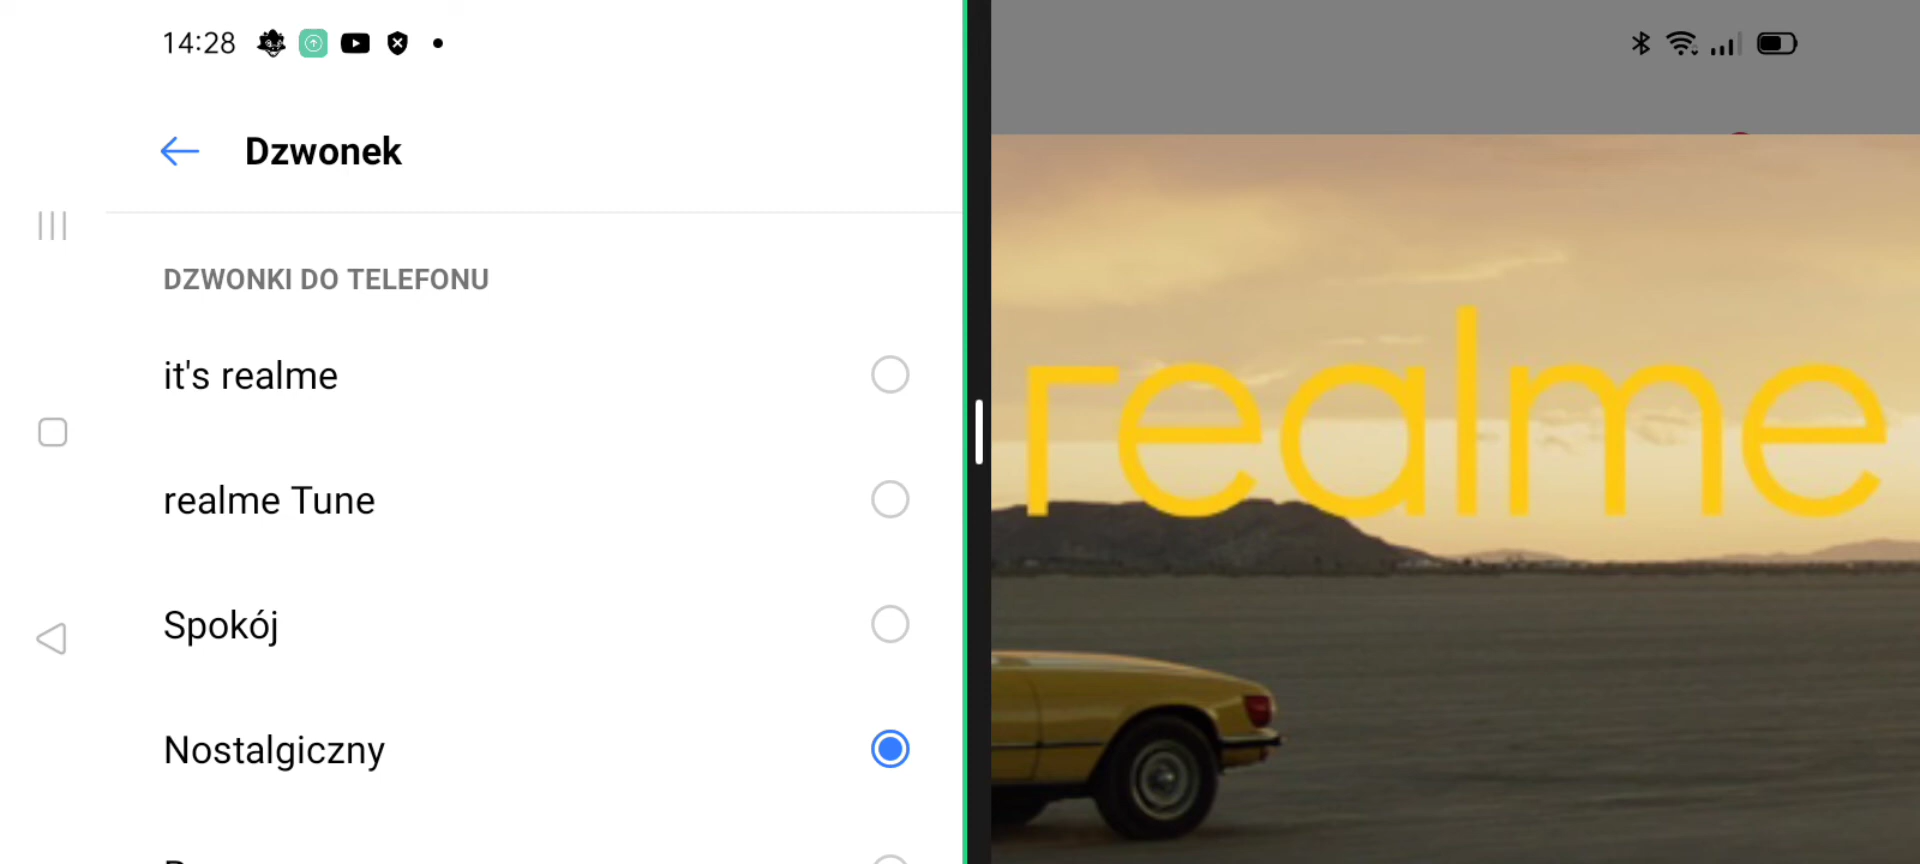 14:28
Dzwonek
DZWONKI DO TELEFONU
it's realme
realme Tune
Spokój
Nostalgiczny
realme